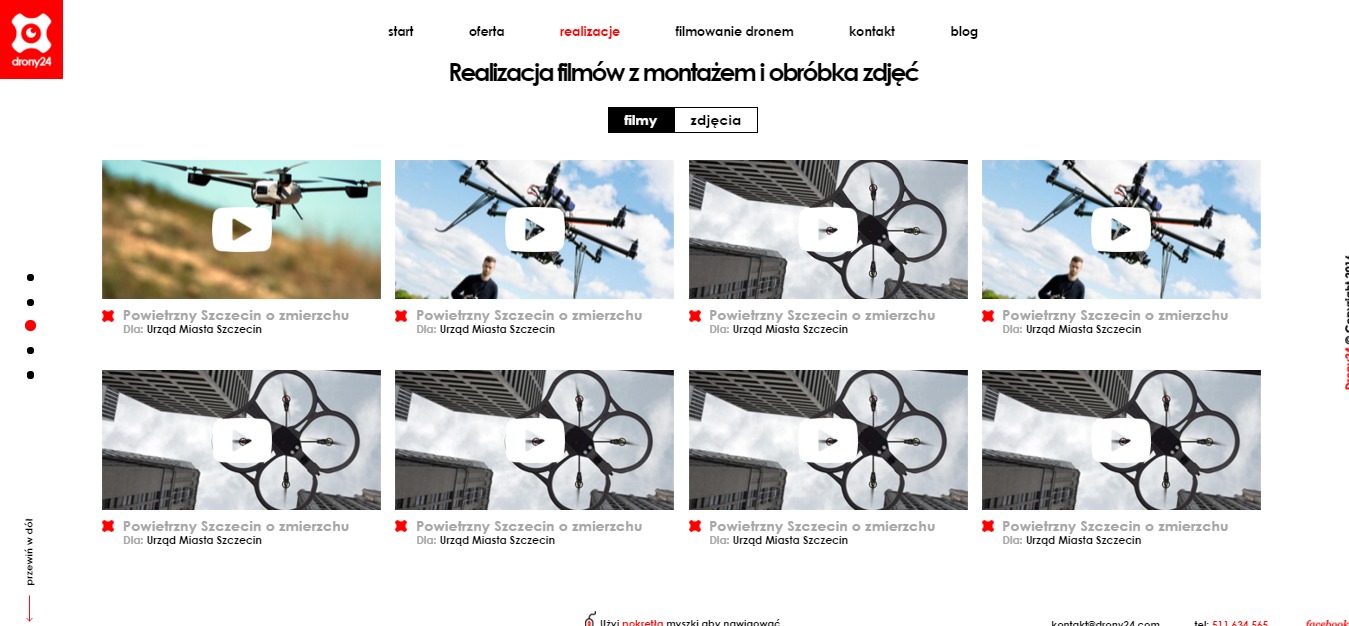 drony24
start oferta realizacje filmowanie dronem kontakt blog
Realizacja filmów z montażem i obróbka zdjęć
filmy zdjęcia
Powietrzny Szczecin o zmierzchu
Dla: Urząd Miasta Szczecin
Powietrzny Szczecin o zmierzchu
Dla: Urząd Miasta Szczecin
Powietrzny Szczecin o zmierzchu
Dla: Urząd Miasta Szczecin
Powietrzny Szczecin o zmierzchu
Dla: Urząd Miasta Szczecin
Powietrzny Szczecin o zmierzchu
Dla: Urząd Miasta Szczecin
Powietrzny Szczecin o zmierzchu
Dla: Urząd Miasta Szczecin
Powietrzny Szczecin o zmierzchu
Dla: Urząd Miasta Szczecin
Powietrzny Szczecin o zmierzchu
Dla: Urząd Miasta Szczecin
przewiń w dół
Drony24 © Copyright 2014
Użyj pokrętła myszki aby nawigować
kontakt@drony24.com tel: 511 634 565 facebook